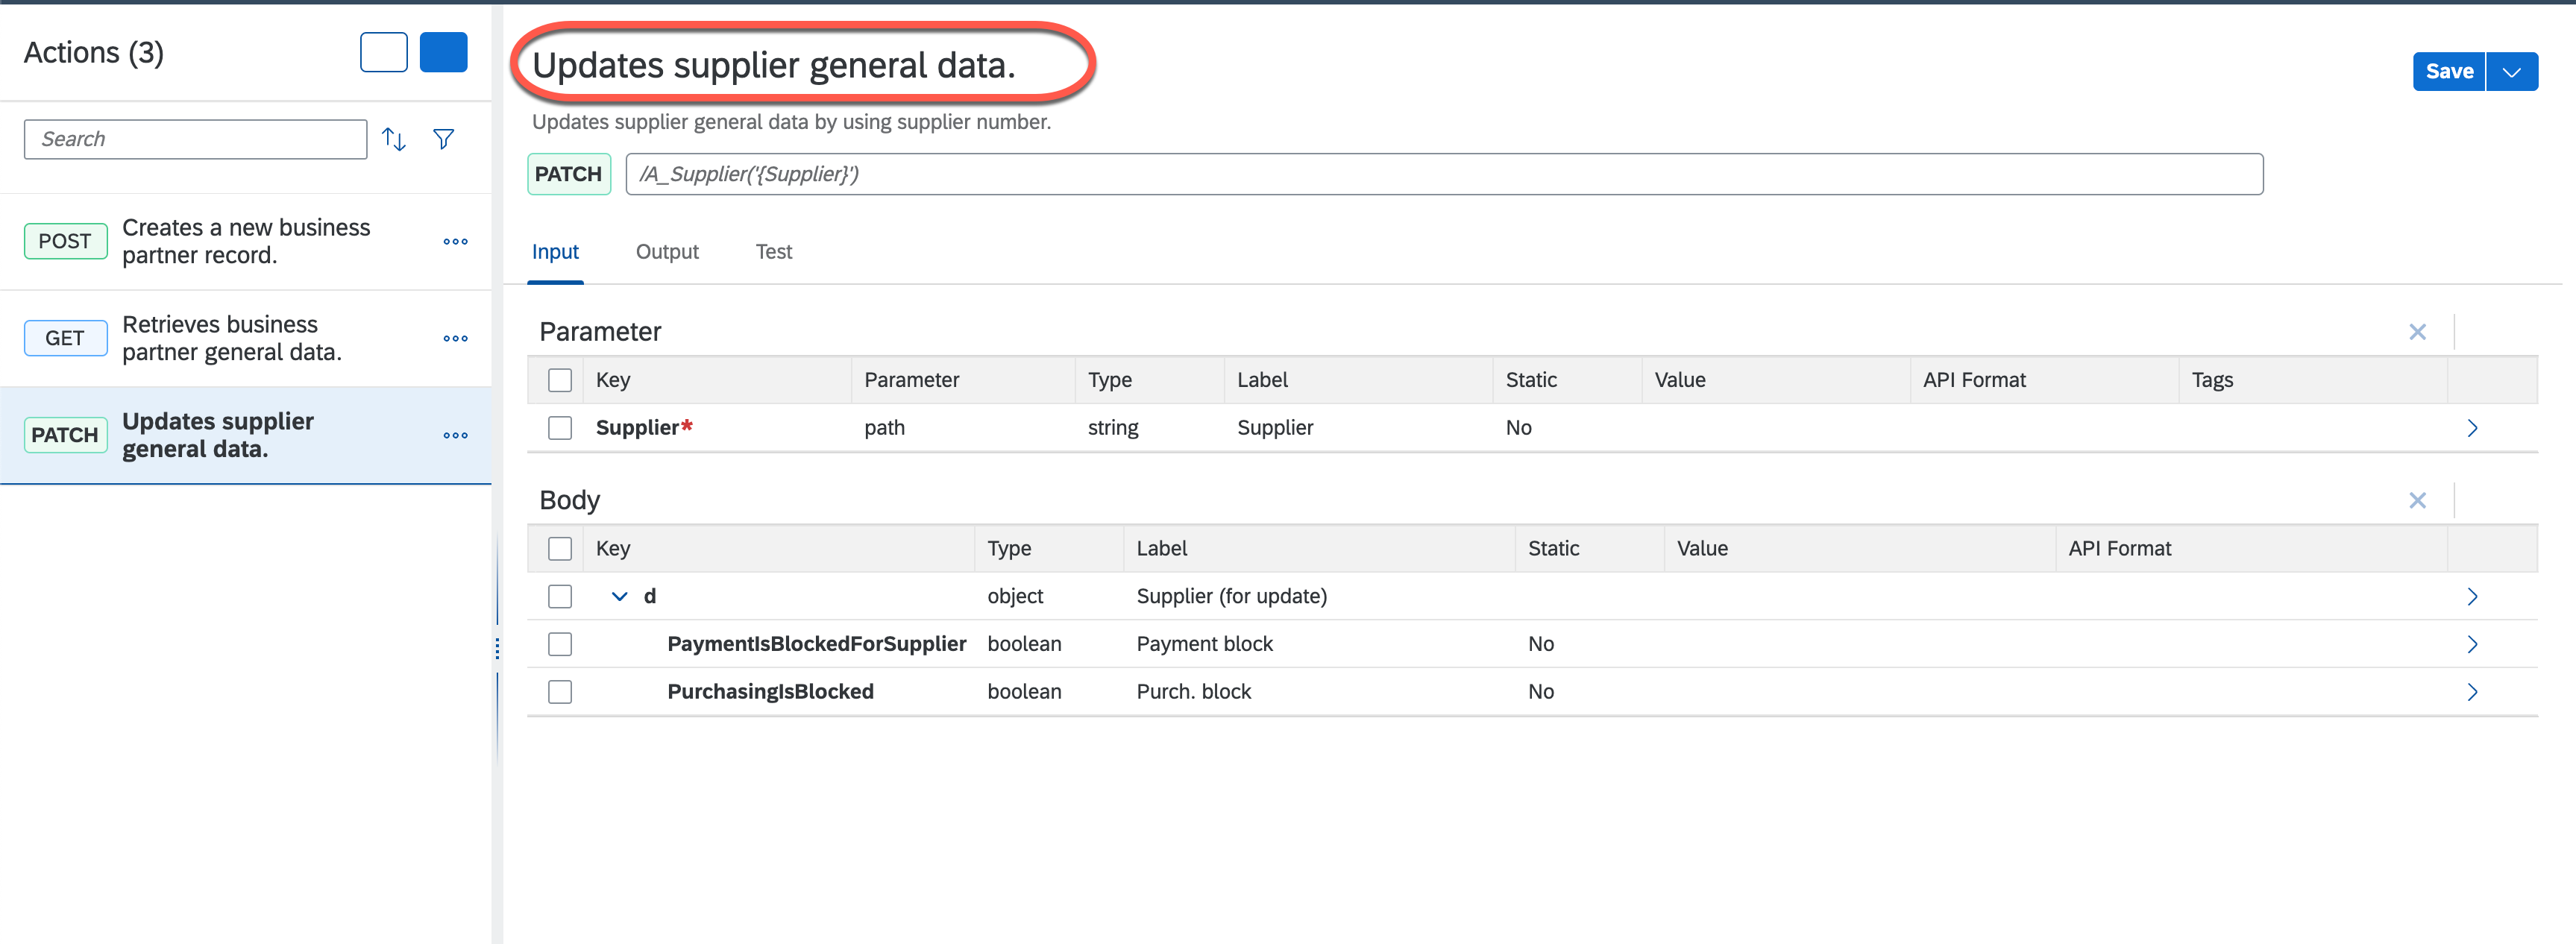 Actions (3)
Search
POST
Creates a new business
partner record.
GET
Retrieves business
partner general data.
PATCH
Updates supplier
general data.
Updates supplier general data.
Save
Updates supplier general data by using supplier number.
PATCH
/A_Supplier('{Supplier}')
Input Output Test
Parameter
Key Parameter Type Label Static Value API Format Tags
Supplier* path string Supplier No
Body
Key Type Label Static Value API Format
d object Supplier (for update)
PaymentIsBlockedForSupplier boolean Payment block No
PurchasingIsBlocked boolean Purch. block No